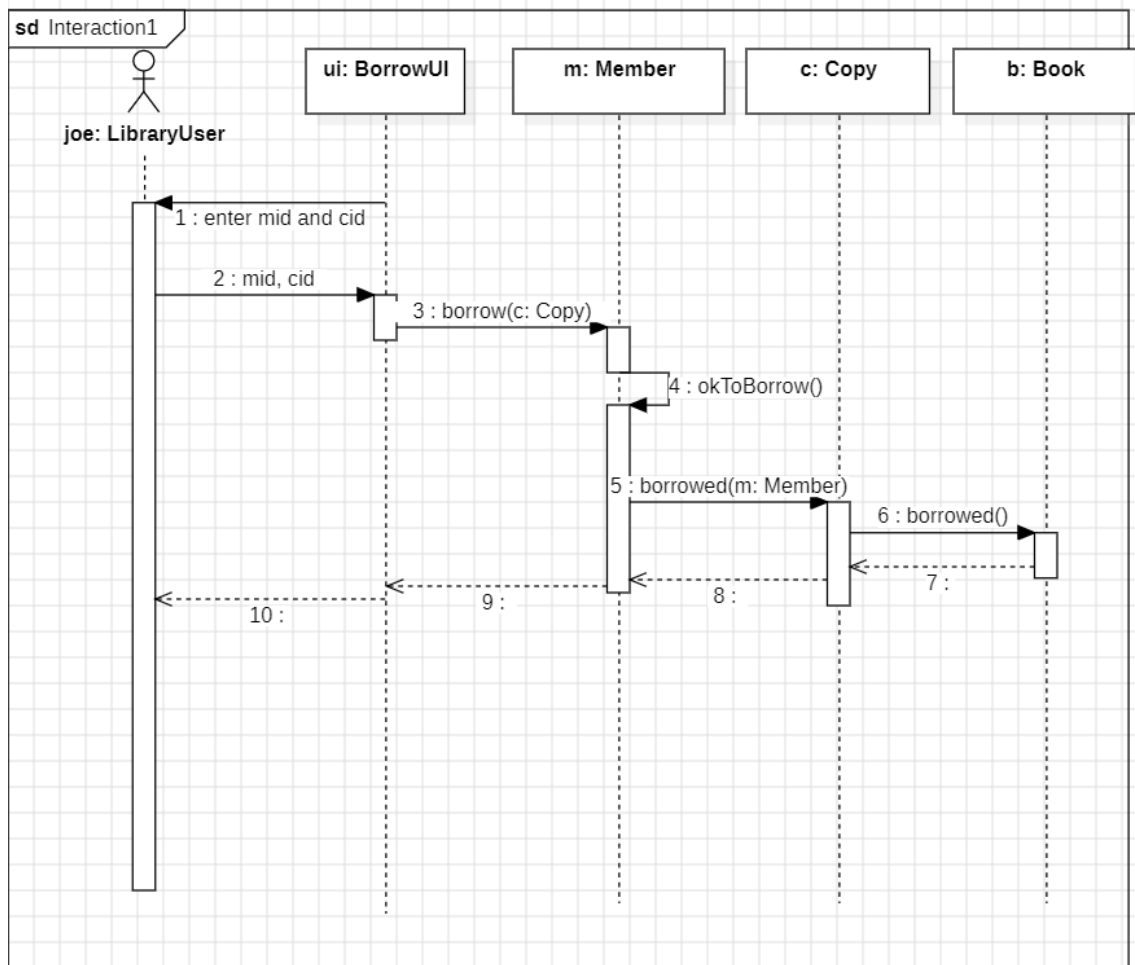 sd Interaction1
joe: LibraryUser
ui: BorrowUI
m: Member
c: Copy
b: Book
1 : enter mid and cid
2 : mid, cid
3 : borrow(c: Copy)
4 : okToBorrow()
5 : borrowed(m: Member)
6 : borrowed()
7 :
8 :
9 :
10 :